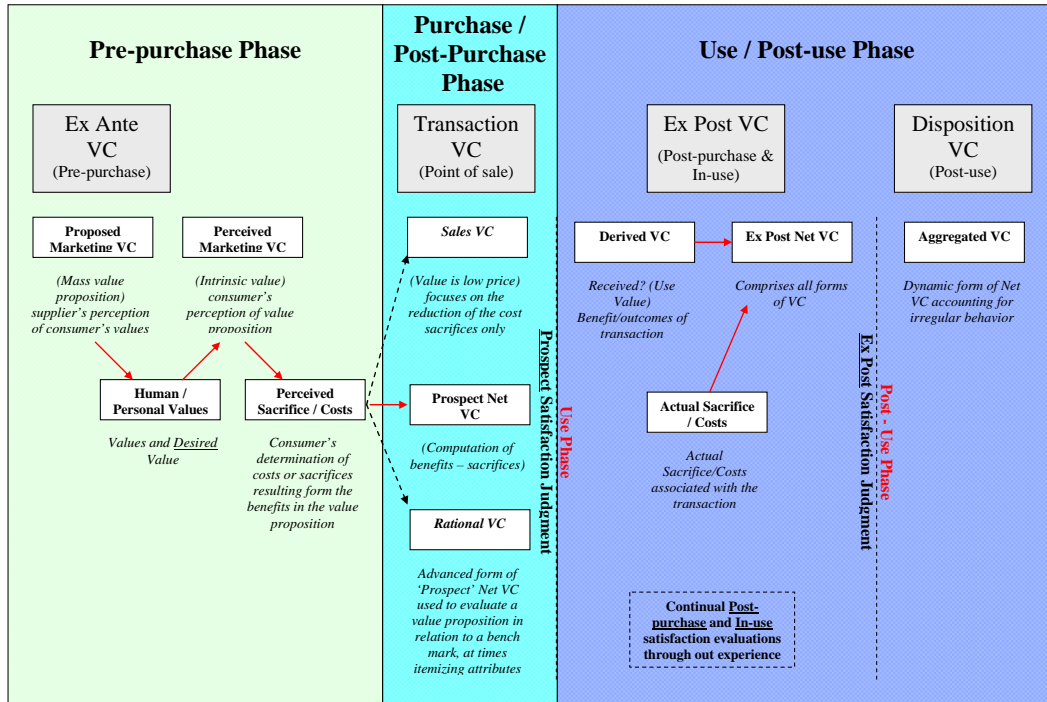 Pre-purchase Phase
Purchase /
Post-Purchase
Phase
Use / Post-use Phase
Ex Ante
VC
(Pre-purchase)
Transaction
VC
(Point of sale)
Ex Post VC
(Post-purchase &
In-use)
Disposition
VC
(Post-use)
Proposed
Marketing VC
(Mass value
proposition)
supplier's perception
of consumer's values
Perceived
Marketing VC
(Intrinsic value)
consumer's
perception of value
proposition
Human /
Personal Values
Values and Desired
Value
Perceived
Sacrifice / Costs
Consumer's
determination of
costs or sacrifices
resulting form the
benefits in the value
proposition
Sales VC
(Value is low price)
focuses on the
reduction of the cost
sacrifices only
Prospect Net
VC
(Computation of
benefits – sacrifices)
Rational VC
Advanced form of
'Prospect' Net VC
used to evaluate a
value proposition in
relation to a bench
mark, at times
itemizing attributes
Prospect Satisfaction Judgment
Use Phase
Derived VC
Received? (Use
Value)
Benefit/outcomes of
transaction
Ex Post Net VC
Comprises all forms
of VC
Actual Sacrifice
/ Costs
Actual
Sacrifice/Costs
associated with the
transaction
Continual Post-
purchase and In-use
satisfaction evaluations
through out experience
Ex Post Satisfaction Judgment
Post - Use Phase
Aggregated VC
Dynamic form of Net
VC accounting for
irregular behavior